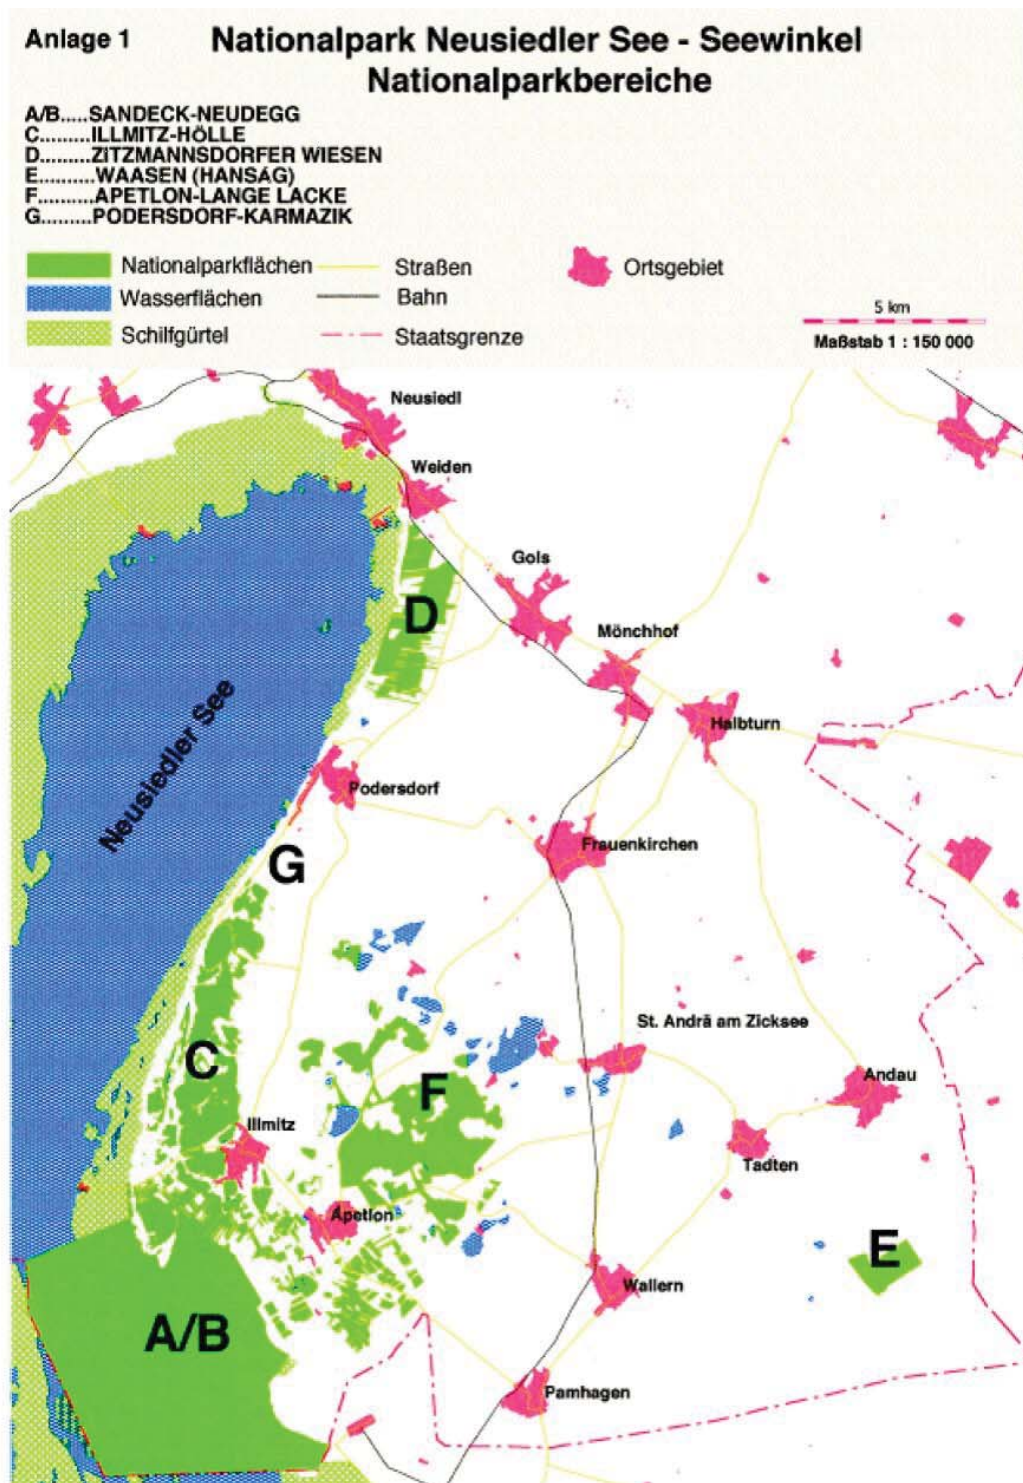 Anlage 1
Nationalpark Neusiedler See - Seewinkel
Nationalparkbereiche
A/B.....SANDECK-NEUDEGG
C.........ILLMITZ-HÖLLE
D.........ZITZMANNSDORFER WIESEN
E..........WAASEN (HANSÁG)
F..........APETLON-LANGE LACKE
G.........PODERSDORF-KARMAZIK
Nationalparkflächen
Straßen
Ortsgebiet
Wasserflächen
Bahn
Schilfgürtel
Staatsgrenze
5 km
Maßstab 1 : 150 000
Neusiedl
Weiden
Gols
D
Mönchhof
Halbturn
Neusiedler See
Podersdorf
Frauenkirchen
G
St. Andrä am Zicksee
C
Andau
F
Illmitz
Tadten
Apetlon
E
Wallern
A/B
Pamhagen